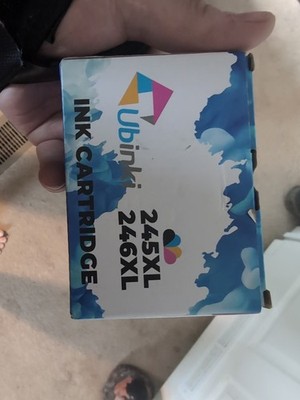 Ubinki
245XL
246XL
INK CARTRIDGE